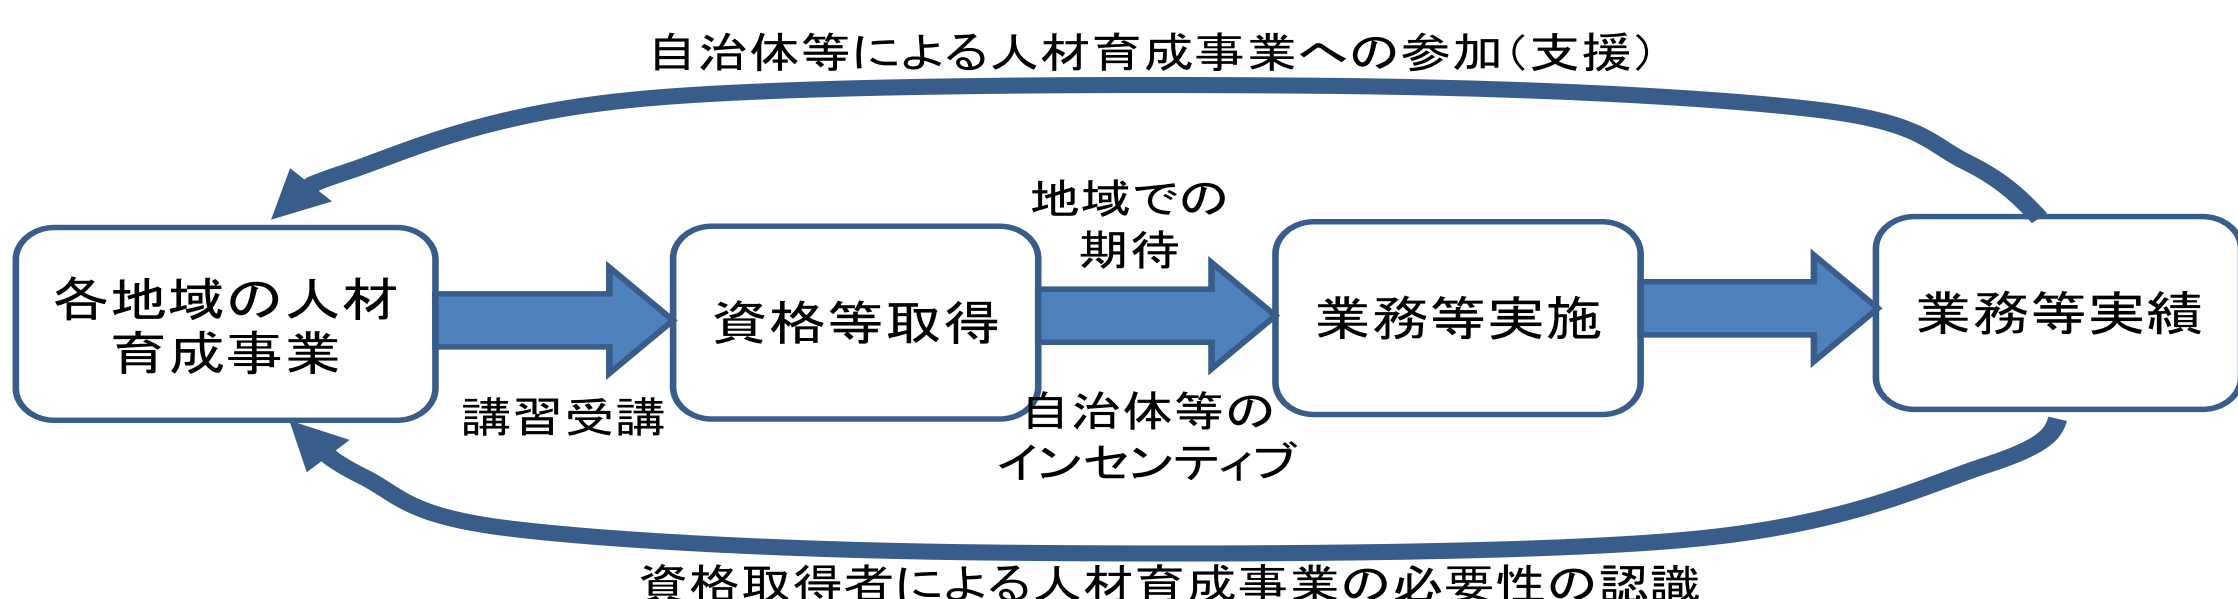 自治体等による人材育成事業への参加（支援）
地域での
期待
各地域の人材
育成事業
資格等取得
業務等実施
業務等実績
講習受講
自治体等の
インセンティブ
資格取得者による人材育成事業の必要性の認識